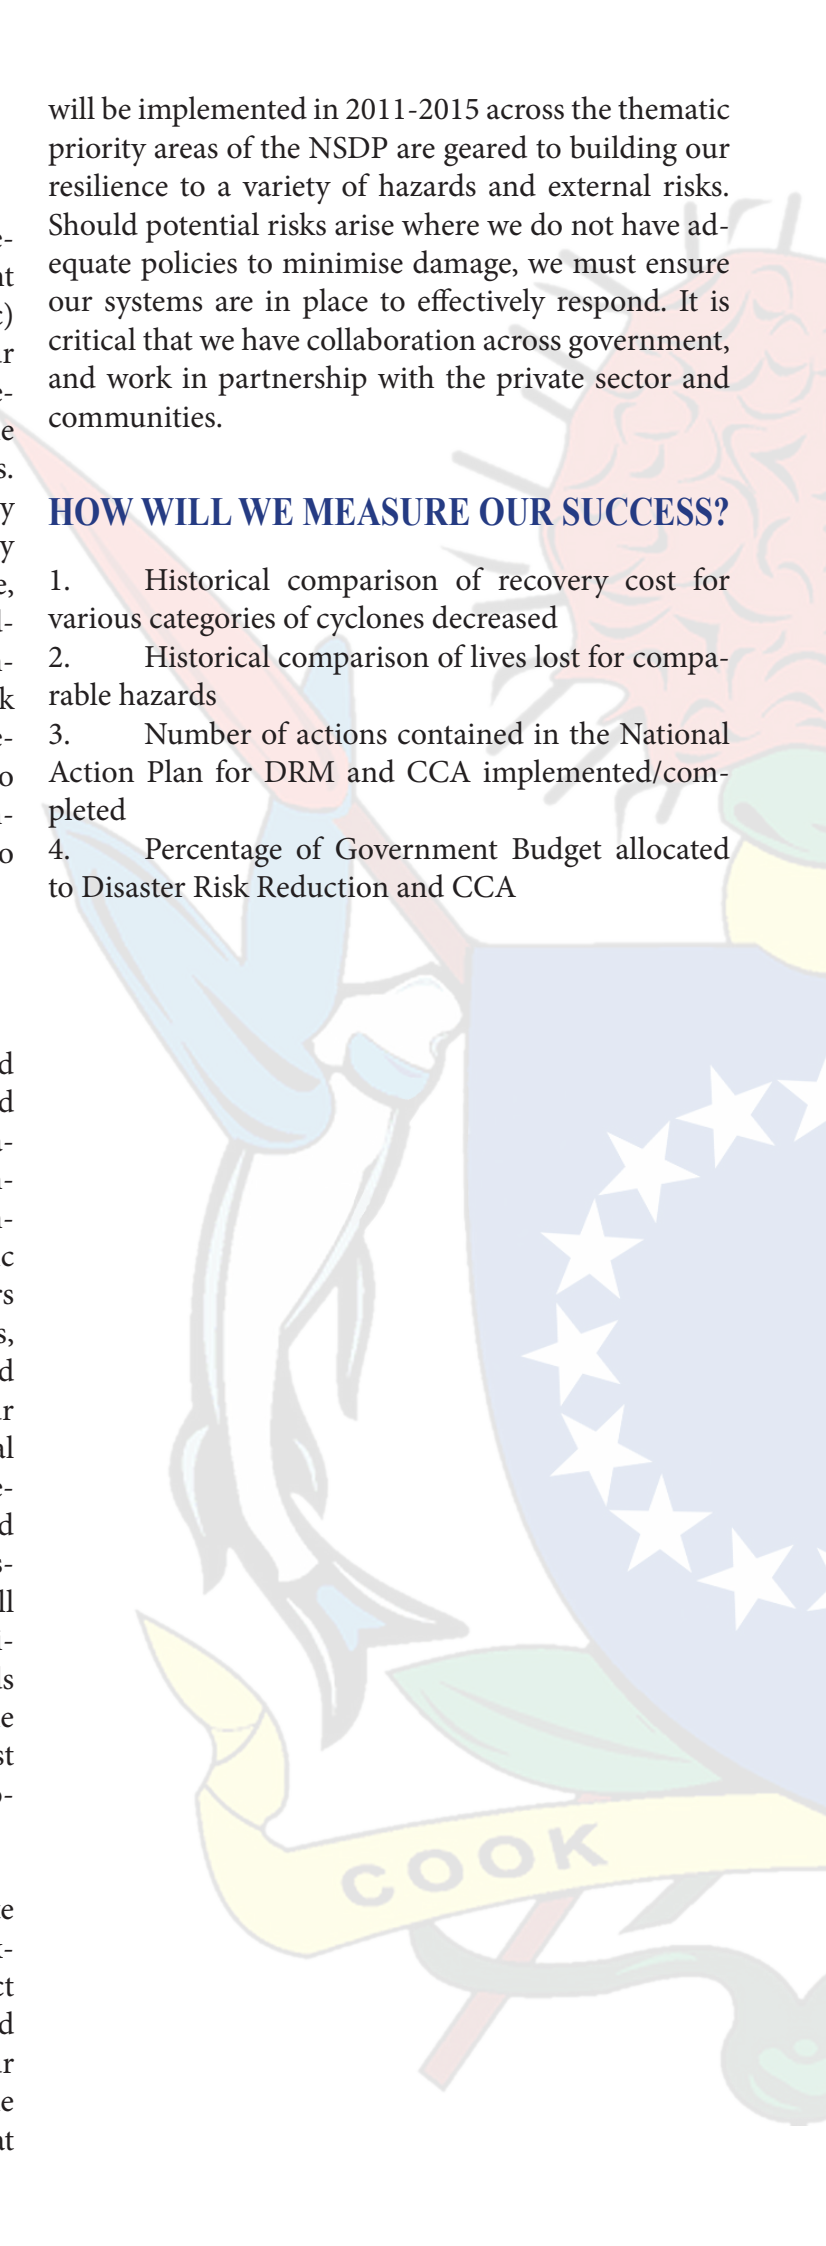 will be implemented in 2011-2015 across the thematic
priority areas of the NSDP are geared to building our
resilience to a variety of hazards and external risks.
Should potential risks arise where we do not have ad-
equate policies to minimise damage, we must ensure
our systems are in place to effectively respond. It is
critical that we have collaboration across government,
and work in partnership with the private sector and
communities.
HOW WILL WE MEASURE OUR SUCCESS?
1. Historical comparison of recovery cost for
various categories of cyclones decreased
2. Historical comparison of lives lost for compa-
rable hazards
3. Number of actions contained in the National
Action Plan for DRM and CCA implemented/com-
pleted
4. Percentage of Government Budget allocated
to Disaster Risk Reduction and CCA
COOK